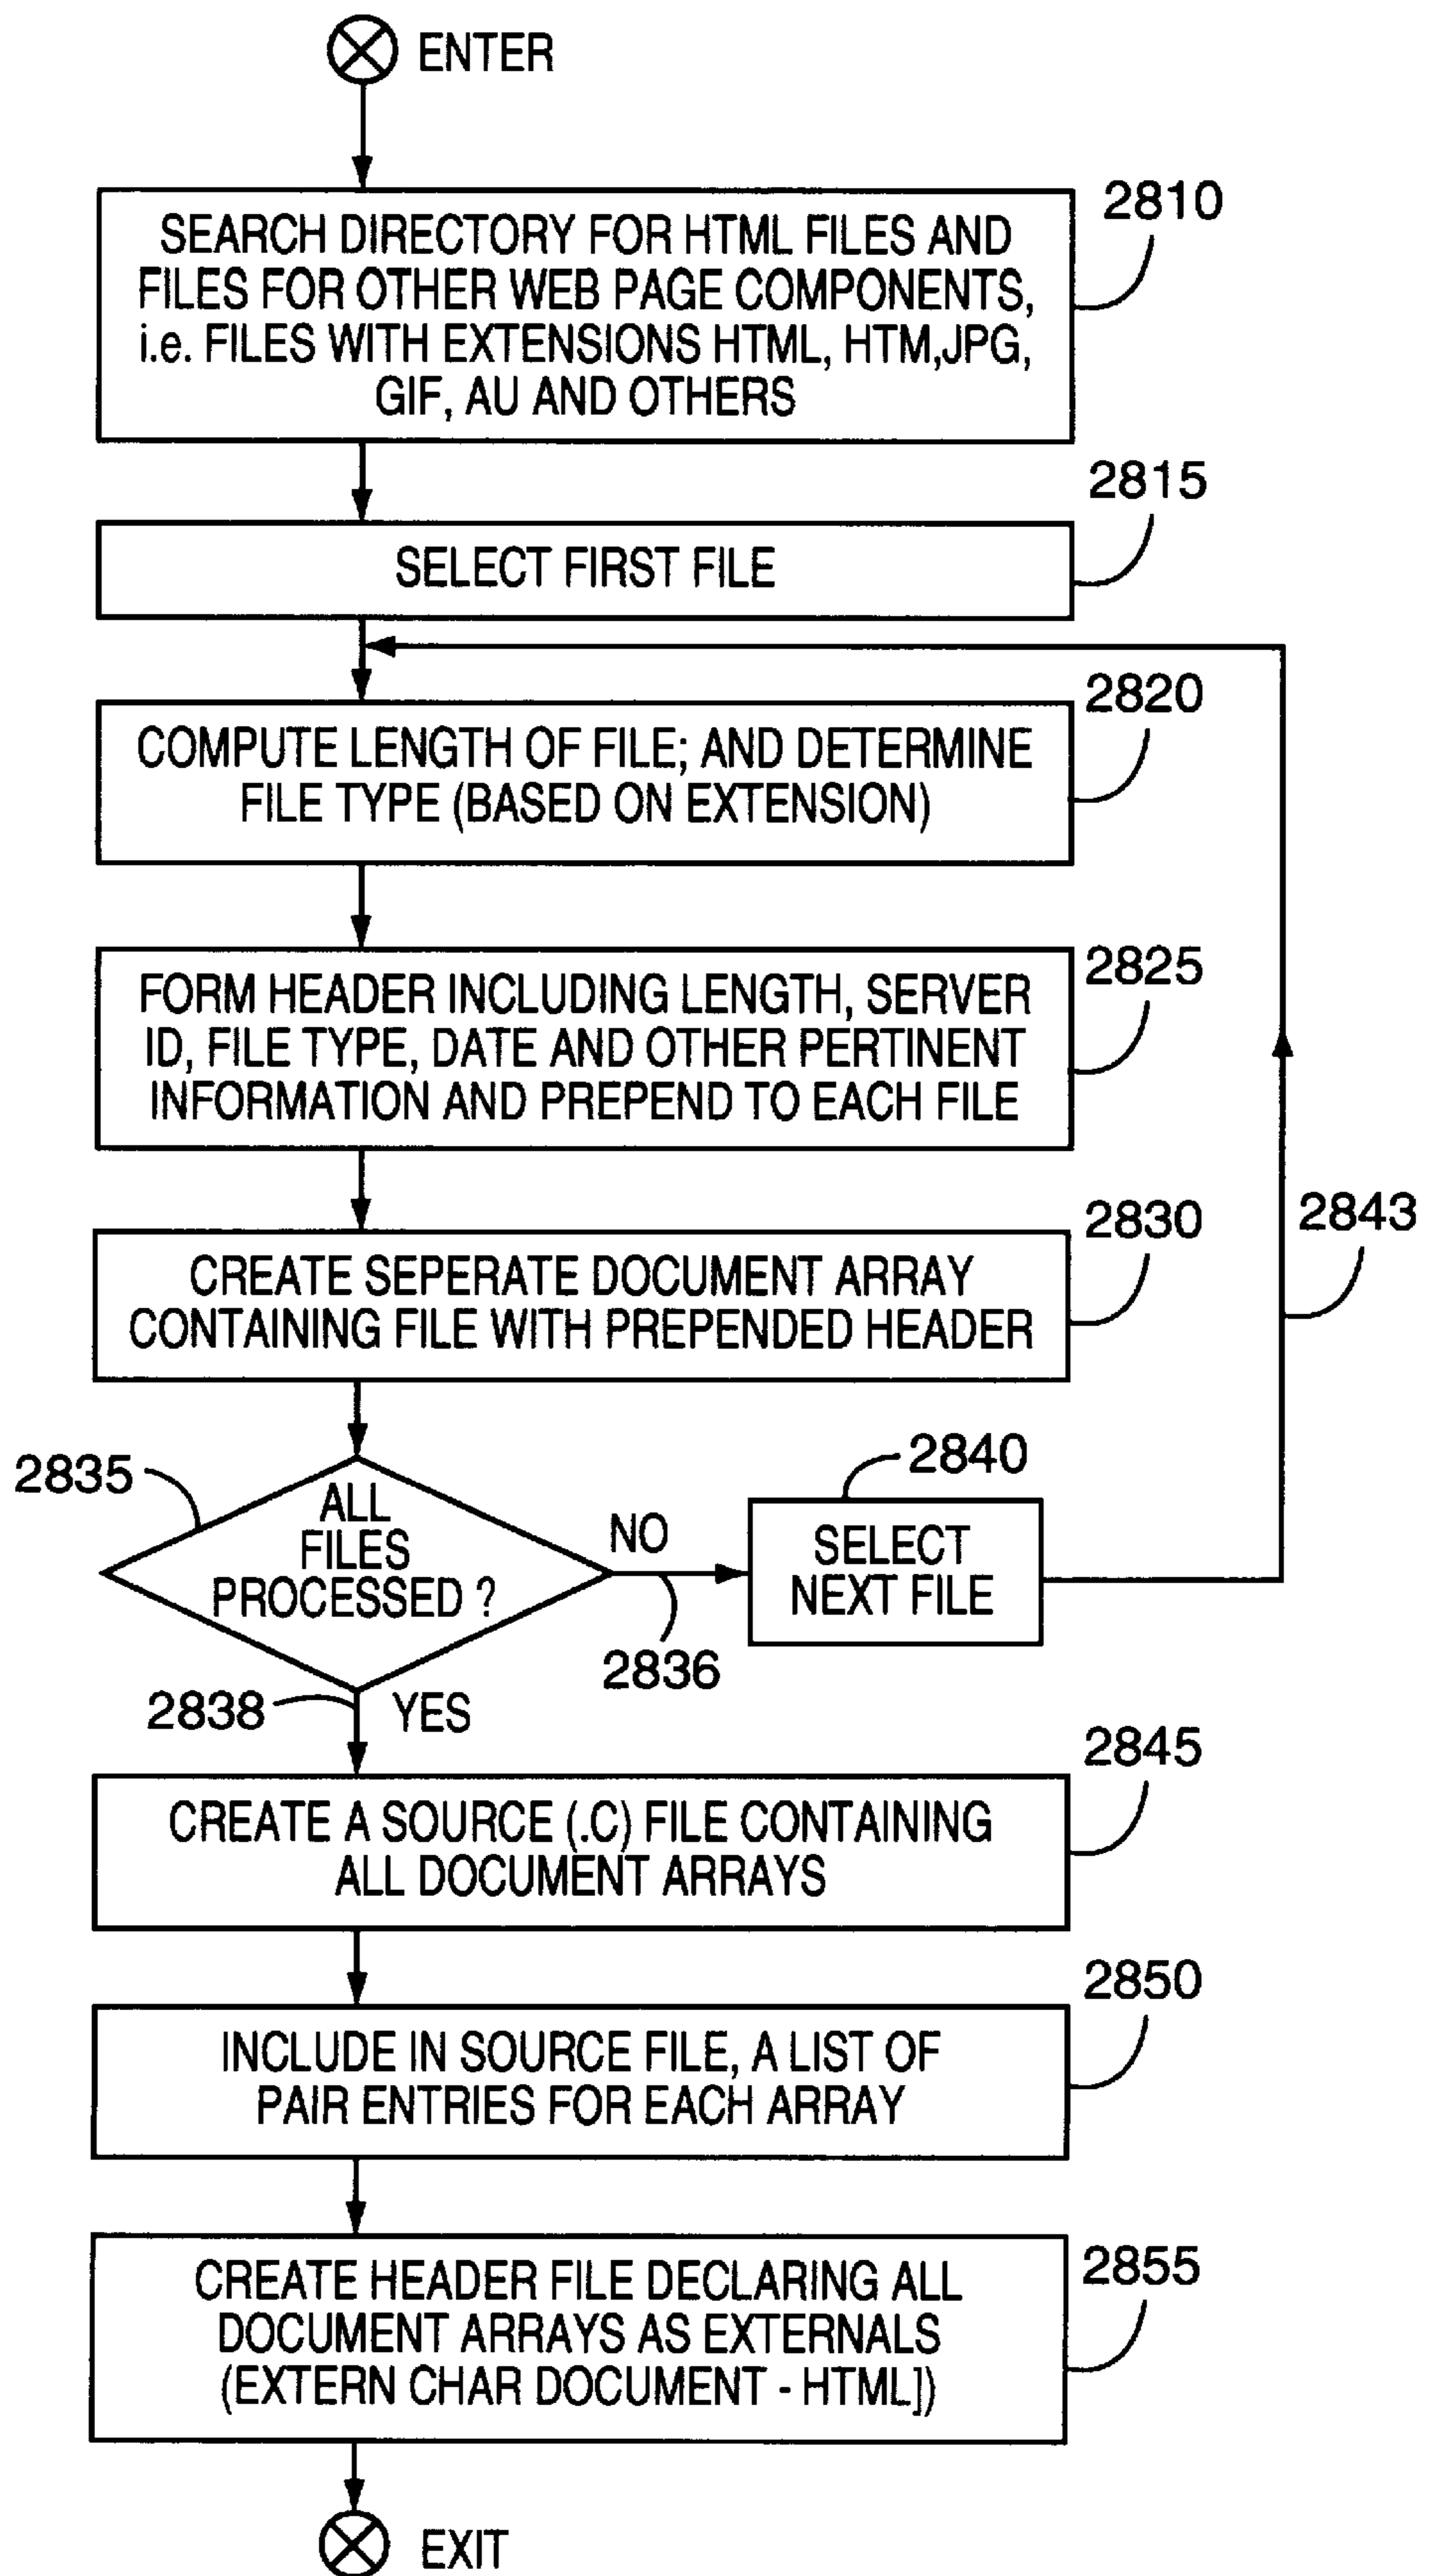 ENTER
2810
SEARCH DIRECTORY FOR HTML FILES AND
FILES FOR OTHER WEB PAGE COMPONENTS,
i.e. FILES WITH EXTENSIONS HTML, HTM,JPG,
GIF, AU AND OTHERS
2815
SELECT FIRST FILE
2820
COMPUTE LENGTH OF FILE; AND DETERMINE
FILE TYPE (BASED ON EXTENSION)
2825
FORM HEADER INCLUDING LENGTH, SERVER
ID, FILE TYPE, DATE AND OTHER PERTINENT
INFORMATION AND PREPEND TO EACH FILE
2830
2843
CREATE SEPERATE DOCUMENT ARRAY
CONTAINING FILE WITH PREPENDED HEADER
2835
ALL
FILES
PROCESSED ?
NO
2836
2840
SELECT
NEXT FILE
2838
YES
2845
CREATE A SOURCE (.C) FILE CONTAINING
ALL DOCUMENT ARRAYS
2850
INCLUDE IN SOURCE FILE, A LIST OF
PAIR ENTRIES FOR EACH ARRAY
2855
CREATE HEADER FILE DECLARING ALL
DOCUMENT ARRAYS AS EXTERNALS
(EXTERN CHAR DOCUMENT - HTML])
EXIT